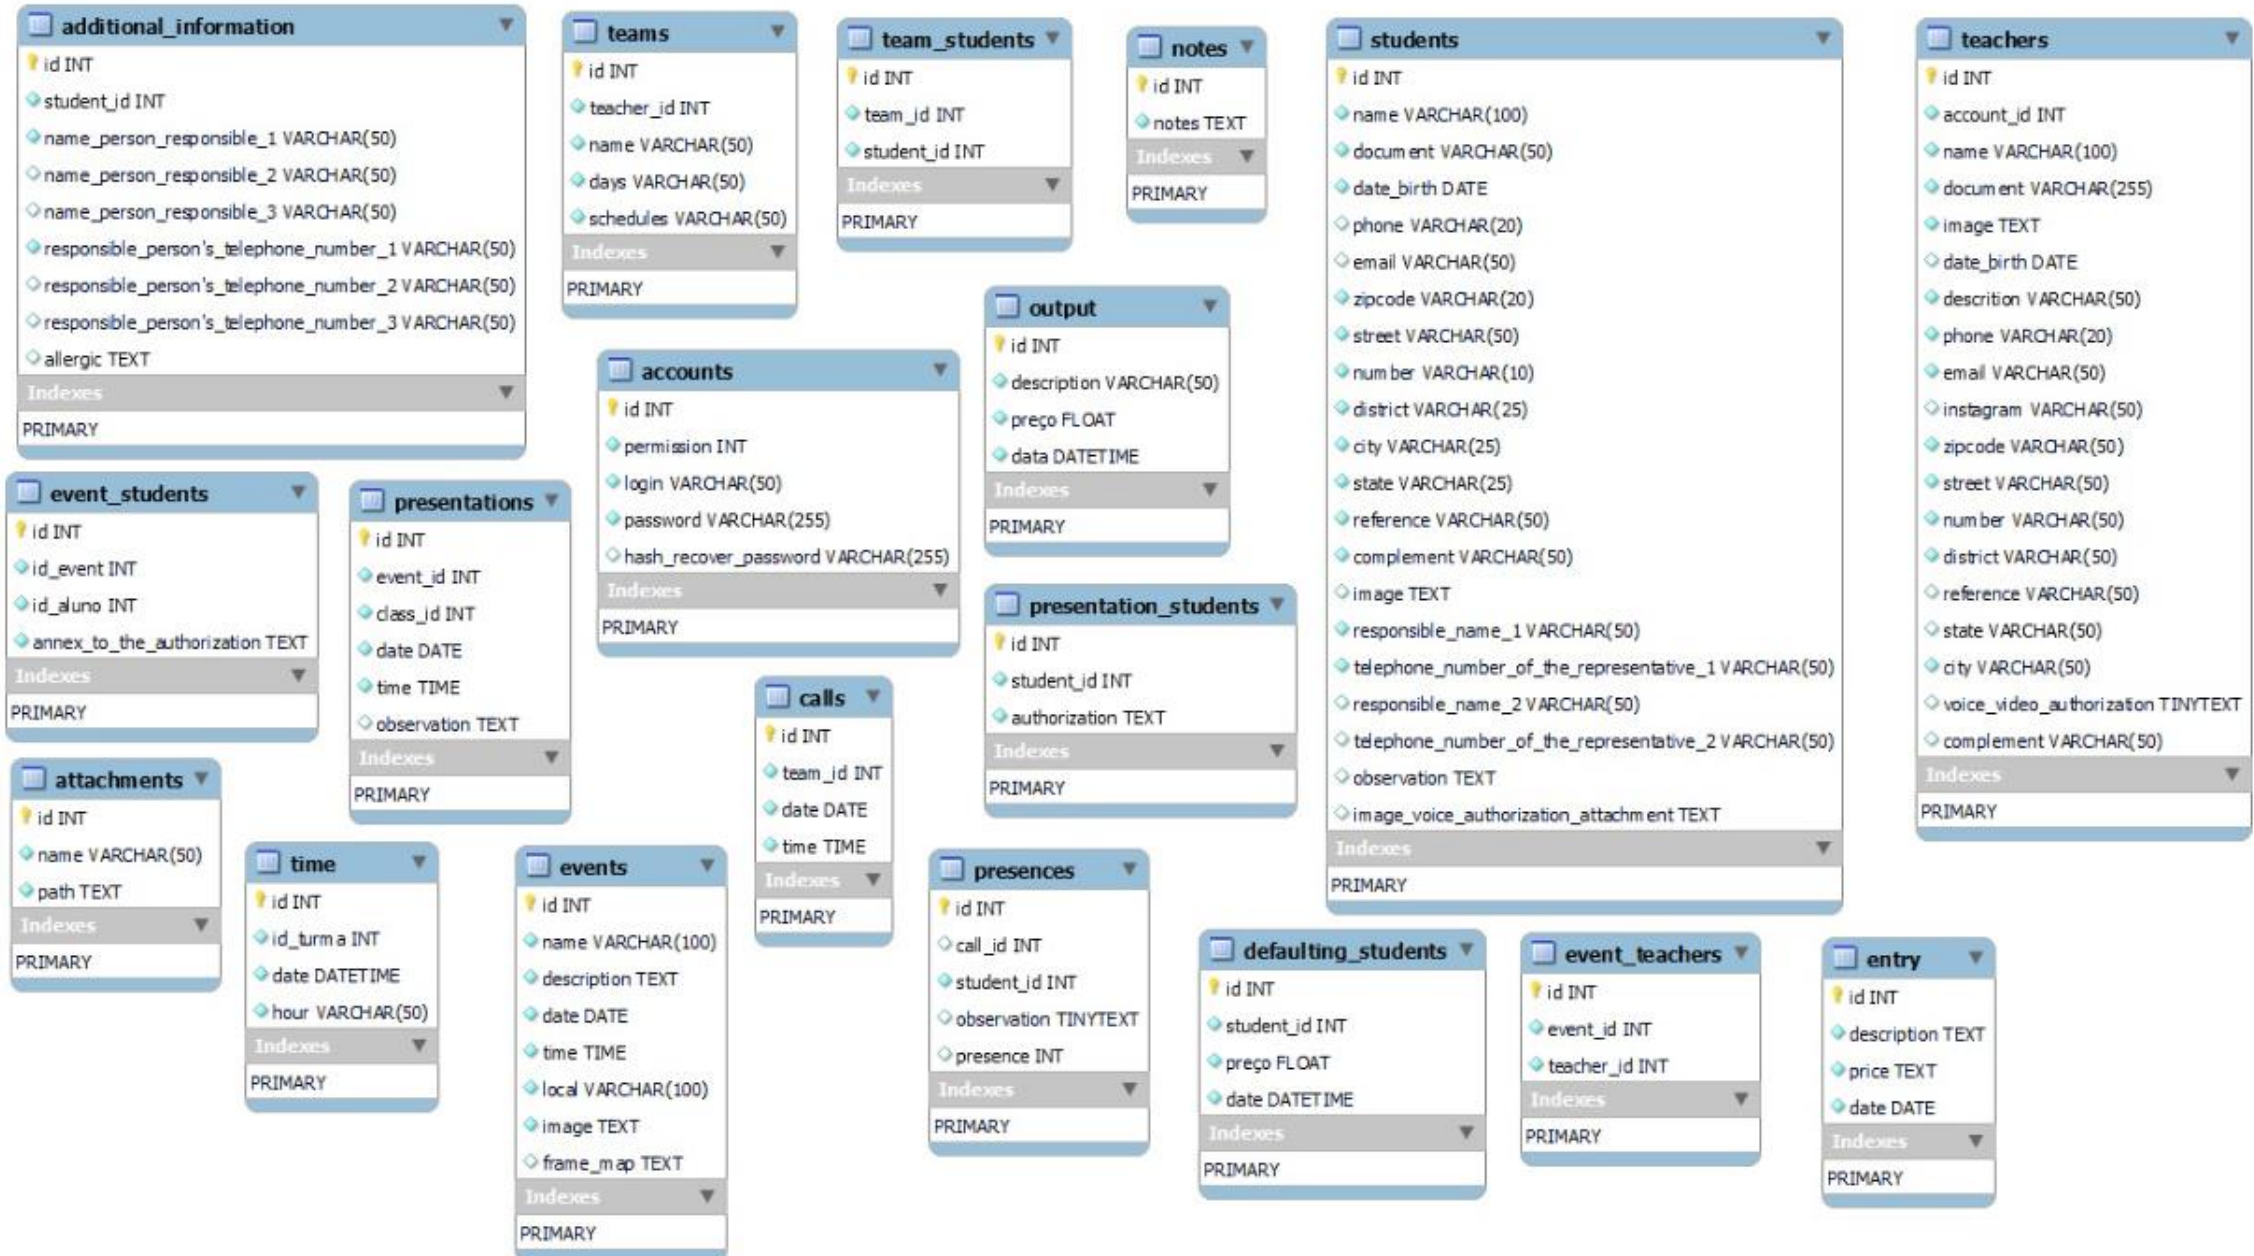 additional_information
id INT
student_id INT
name_person_responsible_1 VARCHAR(50)
name_person_responsible_2 VARCHAR(50)
name_person_responsible_3 VARCHAR(50)
responsible_person's_telephone_number_1 VARCHAR(50)
responsible_person's_telephone_number_2 VARCHAR(50)
responsible_person's_telephone_number_3 VARCHAR(50)
allergic TEXT
Indexes
PRIMARY
teams
id INT
teacher_id INT
name VARCHAR(50)
days VARCHAR(50)
schedules VARCHAR(50)
Indexes
PRIMARY
team_students
id INT
team_id INT
student_id INT
Indexes
PRIMARY
notes
id INT
notes TEXT
Indexes
PRIMARY
students
id INT
name VARCHAR(100)
document VARCHAR(50)
date_birth DATE
phone VARCHAR(20)
email VARCHAR(50)
zipcode VARCHAR(20)
street VARCHAR(50)
number VARCHAR(10)
district VARCHAR(25)
city VARCHAR(25)
state VARCHAR(25)
reference VARCHAR(50)
complement VARCHAR(50)
image TEXT
responsible_name_1 VARCHAR(50)
telephone_number_of_the_representative_1 VARCHAR(50)
responsible_name_2 VARCHAR(50)
telephone_number_of_the_representative_2 VARCHAR(50)
observation TEXT
image_voice_authorization_attachment TEXT
Indexes
PRIMARY
teachers
id INT
account_id INT
name VARCHAR(100)
document VARCHAR(255)
image TEXT
date_birth DATE
descrition VARCHAR(50)
phone VARCHAR(20)
email VARCHAR(50)
instagram VARCHAR(50)
zipcode VARCHAR(50)
street VARCHAR(50)
number VARCHAR(50)
district VARCHAR(50)
reference VARCHAR(50)
state VARCHAR(50)
city VARCHAR(50)
voice_video_authorization TINYTEXT
complement VARCHAR(50)
Indexes
PRIMARY
output
id INT
description VARCHAR(50)
preço FLOAT
data DATETIME
Indexes
PRIMARY
accounts
id INT
permission INT
login VARCHAR(50)
password VARCHAR(255)
hash_recover_password VARCHAR(255)
Indexes
PRIMARY
event_students
id INT
id_event INT
id_aluno INT
annex_to_the_authorization TEXT
Indexes
PRIMARY
presentations
id INT
event_id INT
class_id INT
date DATE
time TIME
observation TEXT
Indexes
PRIMARY
presentation_students
id INT
student_id INT
authorization TEXT
Indexes
PRIMARY
calls
id INT
team_id INT
date DATE
time TIME
Indexes
PRIMARY
attachments
id INT
name VARCHAR(50)
path TEXT
Indexes
PRIMARY
time
id INT
id_turma INT
date DATETIME
hour VARCHAR(50)
Indexes
PRIMARY
events
id INT
name VARCHAR(100)
description TEXT
date DATE
time TIME
local VARCHAR(100)
image TEXT
frame_map TEXT
Indexes
PRIMARY
presences
id INT
call_id INT
student_id INT
observation TINYTEXT
presence INT
Indexes
PRIMARY
defaulting_students
id INT
student_id INT
preço FLOAT
date DATETIME
Indexes
PRIMARY
event_teachers
id INT
event_id INT
teacher_id INT
Indexes
PRIMARY
entry
id INT
description TEXT
price TEXT
date DATE
Indexes
PRIMARY